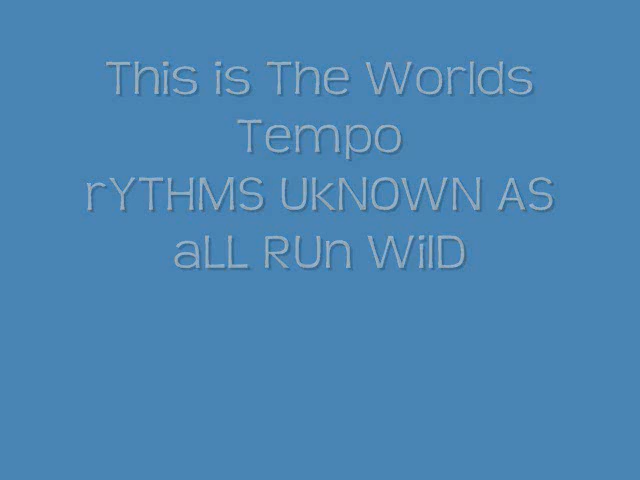 This is The Worlds
Tempo
rYTHMS UkNOWN AS
aLL RUn WilD